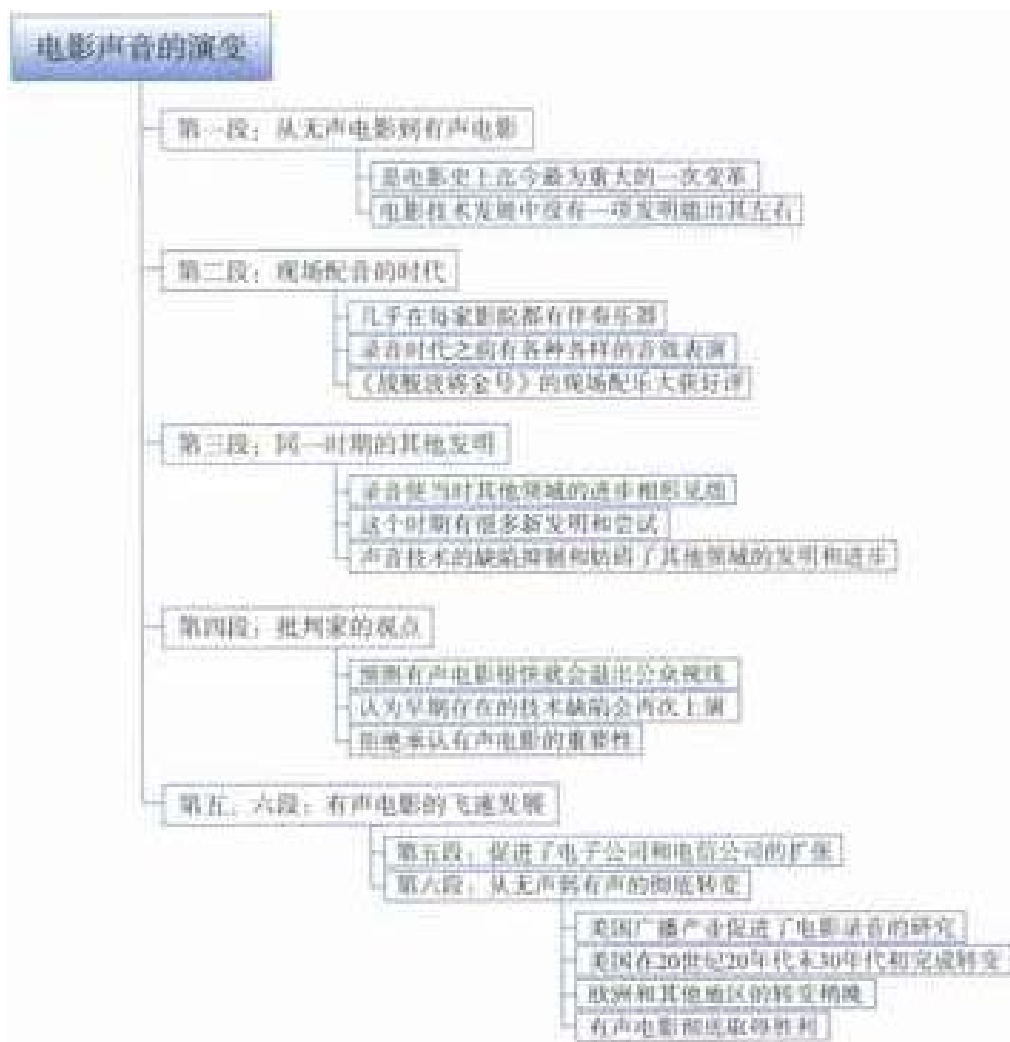 电影声音的演变
第一段：从无声电影到有声电影
是电影史上迄今最为重大的一次变革
电影技术发展中没有一项发明能出其左右
第二段：现场配音的时代
几乎在每家影院都有伴奏乐器
录音时代之前有各种各样的音效表演
《战舰波将金号》的现场配乐大获好评
第三段：同一时期的其他发明
录音使当时其他领域的进步相形见绌
这个时期有很多新发明和尝试
声音技术的缺陷抑制和妨碍了其他领域的发明和进步
第四段：批判家的观点
预测有声电影很快就会退出公众视线
认为早期存在的技术缺陷会再次上演
拒绝承认有声电影的重要性
第五、六段：有声电影的飞速发展
第五段：促进了电子公司和电信公司的扩张
第六段：从无声到有声的彻底转变
美国广播产业促进了电影录音的研究
美国在20世纪20年代末30年代初完成转变
欧洲和其他地区的转变稍晚
有声电影彻底取得胜利